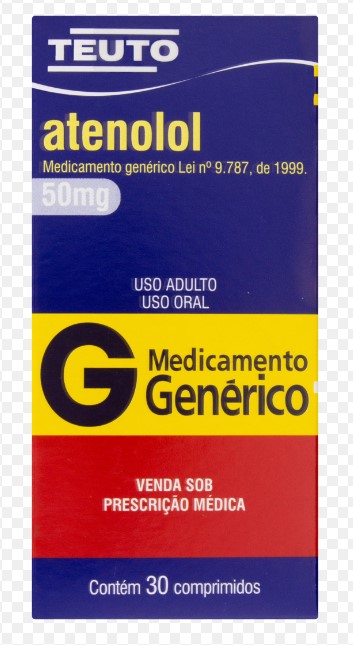 TEUTO
atenolol
Medicamento genérico Lei nº 9.787, de 1999.
50mg
USO ADULTO
USO ORAL
G Medicamento
Genérico
VENDA SOB
PRESCRIÇÃO MÉDICA
Contém 30 comprimidos